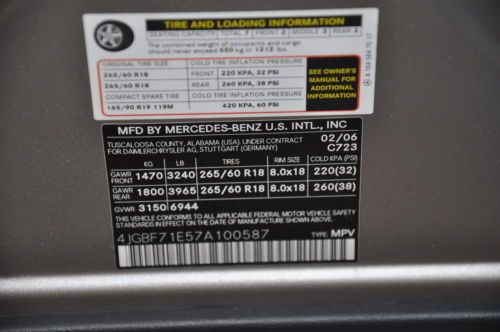 TIRE AND LOADING INFORMATION
SEATING CAPACITY TOTAL 7 FRONT 2 MIDDLE 3 REAR 2
The combined weight of occupants and cargo
should never exceed 550 kg or 1212 lbs.
ORIGINAL TIRE SIZE COLD TIRE PRESSURE
265/60 R18 FRONT 220 KPA, 32 PSI
265/60 R18 REAR 260 KPA, 38 PSI
COMPACT SPARE TIRE
165/90 R19 119M 420 KPA, 60 PSI
SEE OWNER'S
MANUAL FOR
ADDITIONAL
INFORMATION
A 164 584 70 17
MFD BY MERCEDES-BENZ U.S. INTL., INC
TUSCALOOSA COUNTY, ALABAMA (USA) UNDER CONTRACT 02/06
FOR DAIMLERCHRYSLER AG, STUTTGART (GERMANY) C723
KG LB TIRES RIM SIZE COLD KPA (PSI)
GAWR FRONT 1470 3240 265/60 R18 8.0x18 220(32)
GAWR REAR 1800 3965 265/60 R18 8.0x18 260(38)
GVWR 3150 6944
THIS VEHICLE CONFORMS TO ALL APPLICABLE FEDERAL MOTOR VEHICLE SAFETY
STANDARDS IN EFFECT ON THE DATE OF MANUFACTURE SHOWN ABOVE.
4JGBF71E57A100587
TYPE: MPV